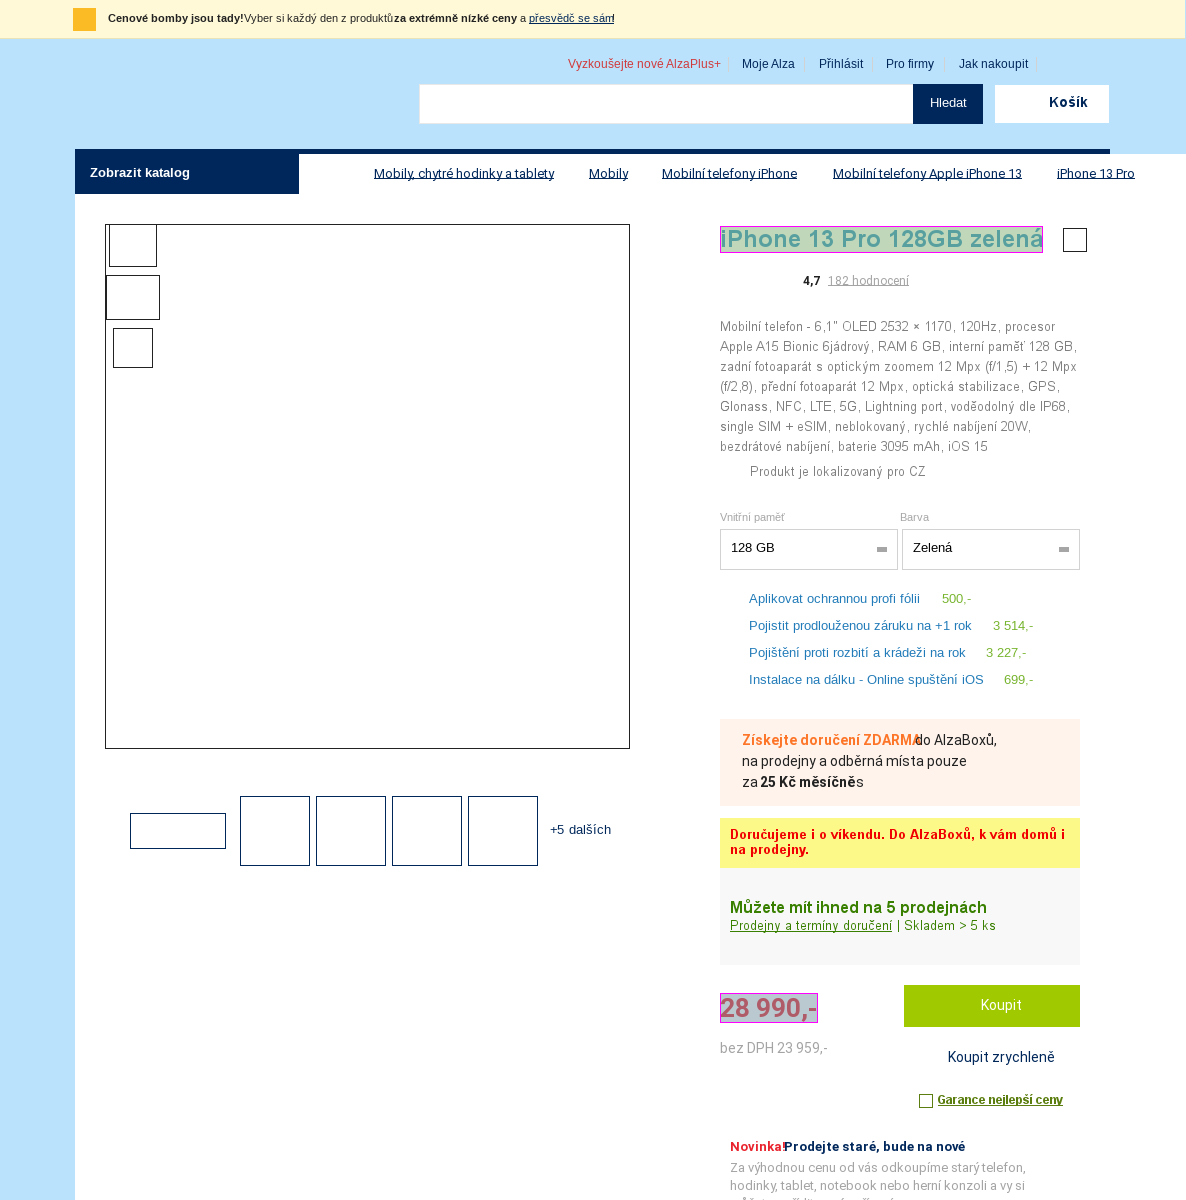 Cenové bomby jsou tady!Vyber si každý den z produktů za extrémně nízké ceny a přesvědč se sám!
Vyzkoušejte nové AlzaPlus+ Moje Alza Přihlásit Pro firmy Jak nakoupit
Hledat
Košík
Zobrazit katalog
Mobily, chytré hodinky a tablety Mobily Mobilní telefony iPhone Mobilní telefony Apple iPhone 13 iPhone 13 Pro
iPhone 13 Pro 128GB zelená
4,7 182 hodnocení
Mobilní telefon - 6,1" OLED 2532 × 1170, 120Hz, procesor
Apple A15 Bionic 6jádrový, RAM 6 GB, interní paměť 128 GB,
zadní fotoaparát s optickým zoomem 12 Mpx (f/1,5) + 12 Mpx
(f/2,8), přední fotoaparát 12 Mpx, optická stabilizace, GPS,
Glonass, NFC, LTE, 5G, Lightning port, voděodolný dle IP68,
single SIM + eSIM, neblokovaný, rychlé nabíjení 20W,
bezdrátové nabíjení, baterie 3095 mAh, iOS 15
Produkt je lokalizovaný pro CZ
Vnitřní paměť Barva
128 GB Zelená
Aplikovat ochrannou profi fólii 500,-
Pojistit prodlouženou záruku na +1 rok 3 514,-
Pojištění proti rozbití a krádeži na rok 3 227,-
Instalace na dálku - Online spuštění iOS 699,-
Získejte doručení ZDARMA do AlzaBoxů,
na prodejny a odběrná místa pouze
za 25 Kč měsíčně s
+5 dalších
Doručujeme i o víkendu. Do AlzaBoxů, k vám domů i
na prodejny.
Můžete mít ihned na 5 prodejnách
Prodejny a termíny doručení | Skladem > 5 ks
28 990,-
Koupit
bez DPH 23 959,-
Koupit zrychleně
Garance nejlepší ceny
Novinka! Prodejte staré, bude na nové
Za výhodnou cenu od vás odkoupíme starý telefon,
hodinky, tablet, notebook nebo herní konzoli a vy si